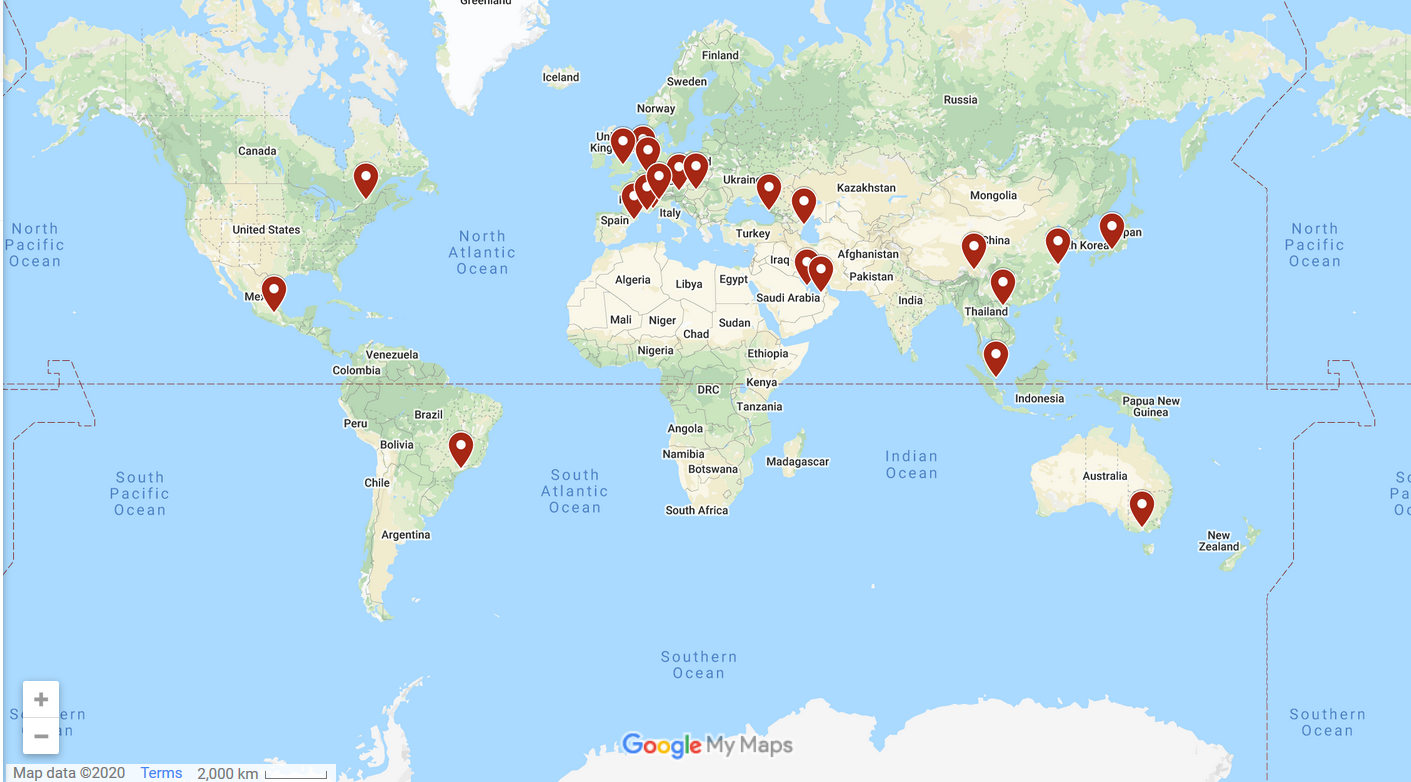 Greenland
Iceland
Finland
Sweden
Norway
Russia
Canada
Un
King
Ukraine
Kazakhstan
Mongolia
United States
Spain
Italy
Turkey
China
h Korea
pan
North
Pacific
Ocean
North
Atlantic
Ocean
North
Pacific
Ocean
Iraq
Afghanistan
Pakistan
Algeria
Libya
Egypt
Saudi Arabia
India
Me
Thailand
Mali
Niger
Chad
Sudan
Nigeria
Ethiopia
Venezuela
Colombia
DRC
Kenya
Tanzania
Indonesia
Papua New
Guinea
Brazil
Peru
Bolivia
Angola
Namibia
Botswana
Madagascar
Indian
Ocean
Australia
South
Pacific
Ocean
Chile
South
Atlantic
Ocean
South Africa
Argentina
New
Zealand
Southern
Ocean
Southern
Ocean
Google My Maps
Map data ©2020 Terms 2,000 km